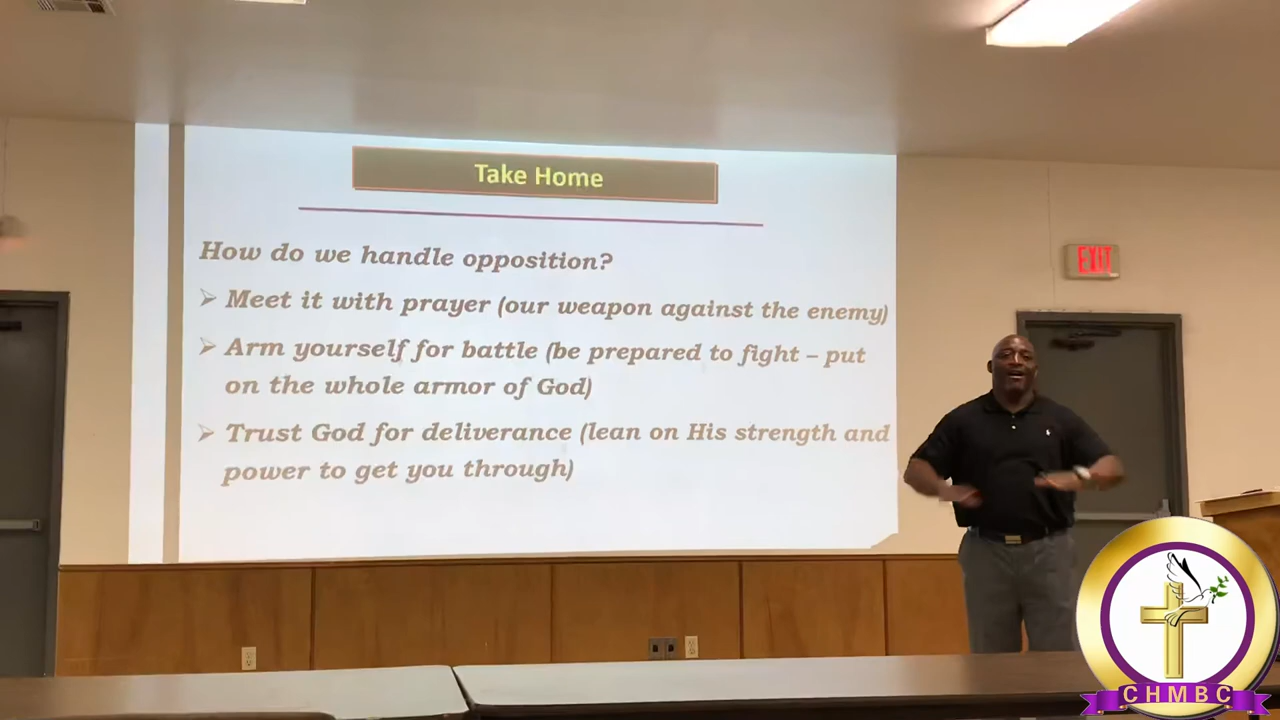 Take Home
How do we handle opposition?
Meet it with prayer (our weapon against the enemy)
Arm yourself for battle (be prepared to fight – put
on the whole armor of God)
Trust God for deliverance (lean on His strength and
power to get you through)
EXIT
CHMBC